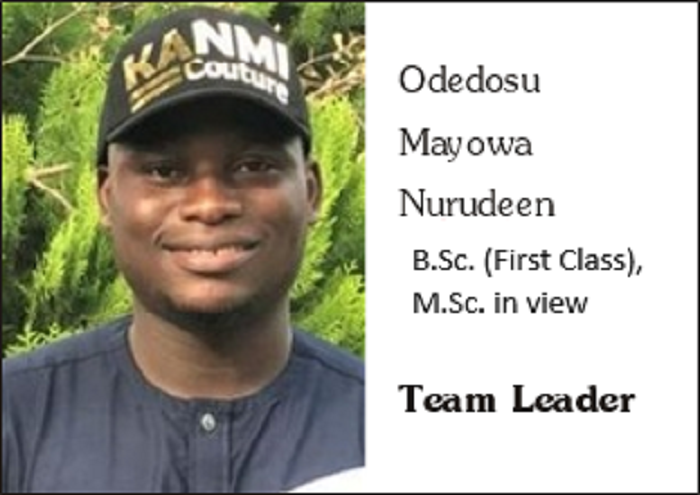 KANMI
Couture
Odedosu
Mayowa
Nurudeen
B.Sc. (First Class),
M.Sc. in view
Team Leader